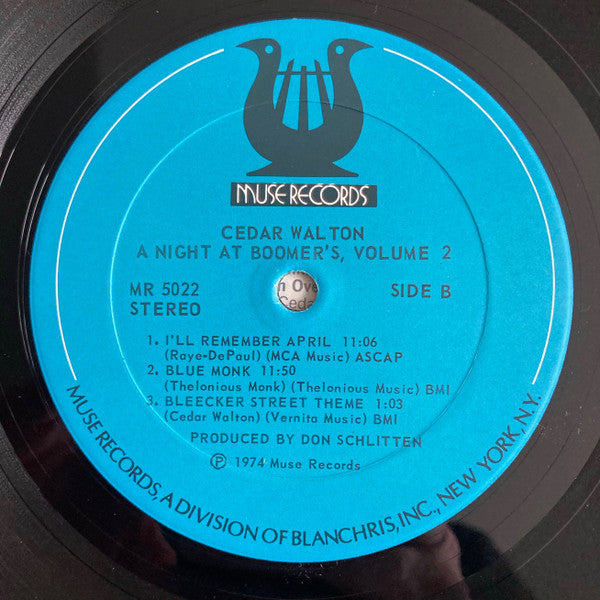 MUSE RECORDS
CEDAR WALTON
A NIGHT AT BOOMER'S, VOLUME 2
MR 5022
STEREO
SIDE B
1. I'LL REMEMBER APRIL 11:06
(Raye-DePaul) (MCA Music) ASCAP
2. BLUE MONK 11:50
(Thelonious Monk) (Thelonious Music) BMI
3. BLEECKER STREET THEME 1:03
(Cedar Walton) (Vernita Music) BMI
PRODUCED BY DON SCHLITTEN
Ⓟ 1974 Muse Records
MUSE RECORDS, A DIVISION OF BLANCHRIS, INC., NEW YORK, N.Y.